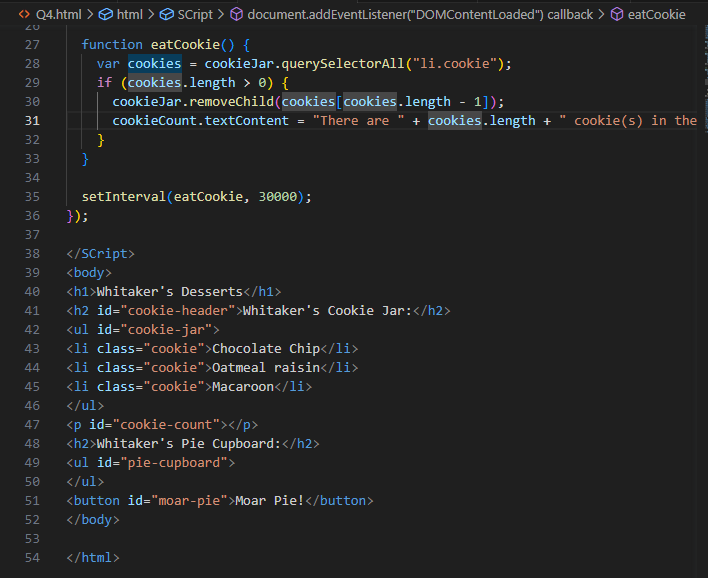 Q4.html > html > SCript > document.addEventListener("DOMContentLoaded") callback > eatCookie
26
27 function eatCookie() {
28 var cookies = cookieJar.querySelectorAll("li.cookie");
29 if (cookies.length > 0) {
30 cookieJar.removeChild(cookies[cookies.length - 1]);
31 cookieCount.textContent = "There are " + cookies.length + " cookie(s) in the
32 }
33 }
34
35 setInterval(eatCookie, 30000);
36 });
37
38 </SCript>
39 <body>
40 <h1>Whitaker's Desserts</h1>
41 <h2 id="cookie-header">Whitaker's Cookie Jar:</h2>
42 <ul id="cookie-jar">
43 <li class="cookie">Chocolate Chip</li>
44 <li class="cookie">Oatmeal raisin</li>
45 <li class="cookie">Macaroon</li>
46 </ul>
47 <p id="cookie-count"></p>
48 <h2>Whitaker's Pie Cupboard:</h2>
49 <ul id="pie-cupboard">
50 </ul>
51 <button id="moar-pie">Moar Pie!</button>
52 </body>
53
54 </html>